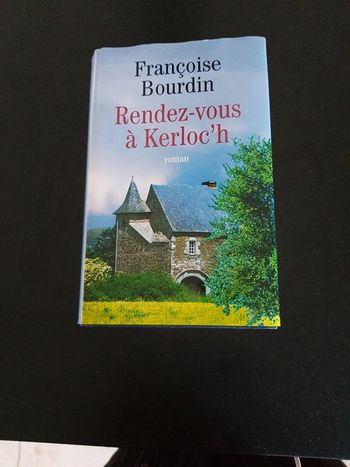 Françoise
Bourdin
Rendez-vous
à Kerloc'h
roman